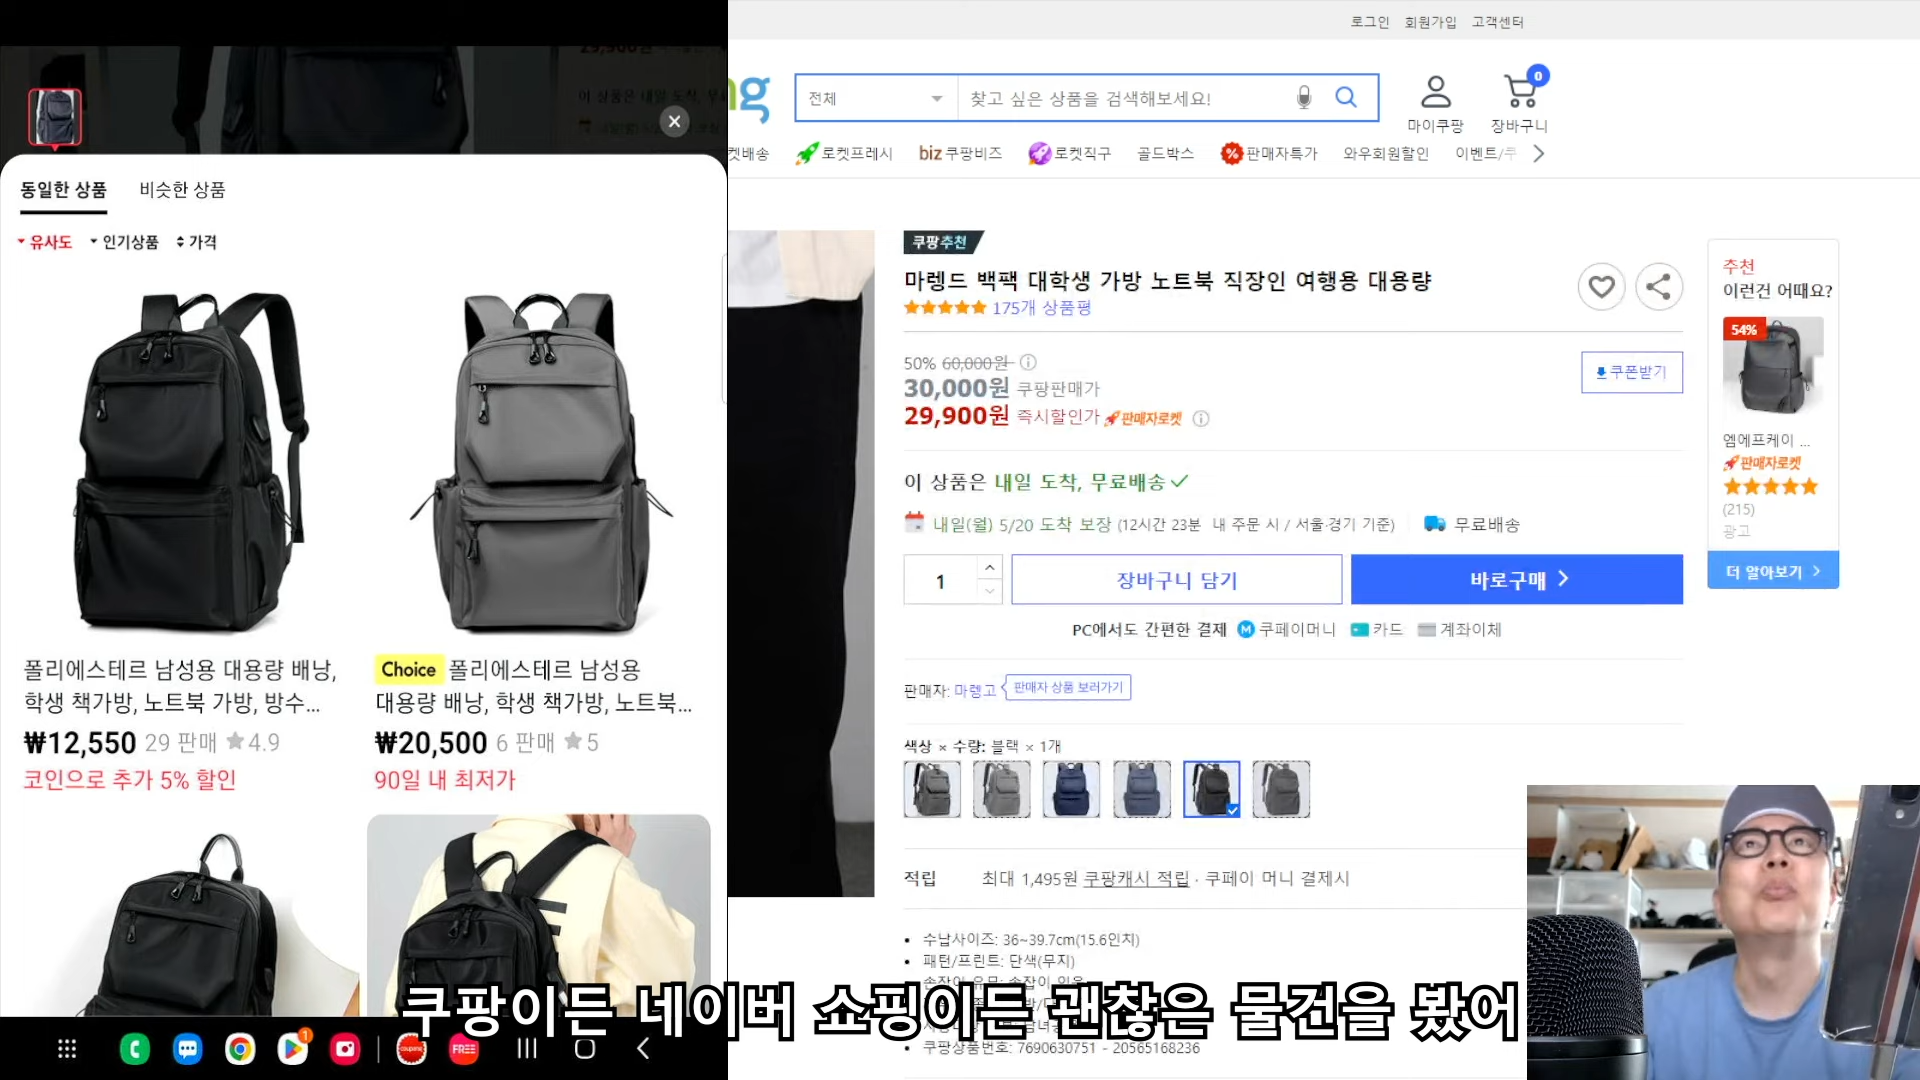 동일한 상품
비슷한 상품
유사도
인기상품
가격
폴리에스테르 남성용 대용량 배낭,
학생 책가방, 노트북 가방, 방수...
₩12,550 29 판매 ★4.9
코인으로 추가 5% 할인
Choice 폴리에스테르 남성용
대용량 배낭, 학생 책가방, 노트북...
₩20,500 6 판매 ★5
90일 내 최저가
1
coupang
FREE
로그인
회원가입
고객센터
전체
찾고 싶은 상품을 검색해보세요!
마이쿠팡
0
장바구니
켓배송
로켓프레시
biz 쿠팡비즈
로켓직구
골드박스
판매자특가
와우회원할인
이벤트/쿠
쿠팡추천
마렝드 백팩 대학생 가방 노트북 직장인 여행용 대용량
175개 상품평
50% 60,000원
30,000원 쿠팡판매가
29,900원 즉시할인가 판매자로켓
쿠폰받기
이 상품은 내일 도착, 무료배송
내일(월) 5/20 도착 보장 (12시간 23분 내 주문 시 / 서울·경기 기준)
무료배송
1
장바구니 담기
바로구매
PC에서도 간편한 결제 쿠페이머니 카드 계좌이체
판매자: 마렝고
판매자 상품 보러가기
색상 × 수량: 블랙 × 1개
적립
최대 1,495원 쿠팡캐시 적립 · 쿠페이 머니 결제시
• 수납사이즈: 36~39.7cm(15.6인치)
• 패턴/프린트: 단색(무지)
• 쿠팡상품번호: 7690630751 - 20565168236
추천
이런건 어때요?
54%
엠에프케이 ...
판매자로켓
(215)
광고
더 알아보기
쿠팡이든 네이버 쇼핑이든 괜찮은 물건을 봤어